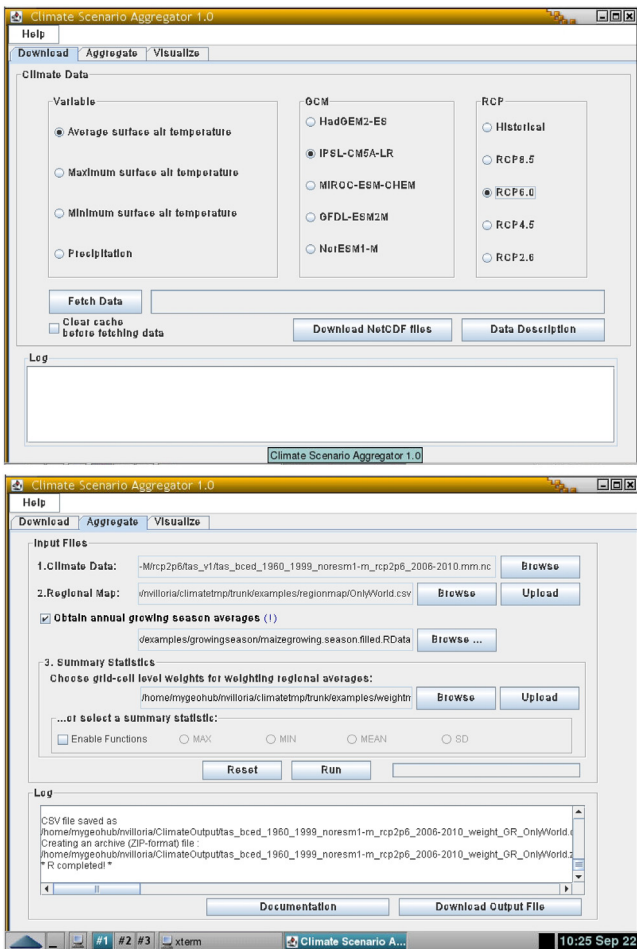 Climate Scenario Aggregator 1.0
Help
Download Aggregate Visualize
Climate Data
Variable
Average surface air temperature
Maximum surface air temperature
Minimum surface air temperature
Precipitation
GCM
HadGEM2-ES
IPSL-CM5A-LR
MIROC-ESM-CHEM
GFDL-ESM2M
NorESM1-M
RCP
Historical
RCP8.5
RCP6.0
RCP4.5
RCP2.6
Fetch Data
Clear cache
before fetching data
Download NetCDF files
Data Description
Log
Climate Scenario Aggregator 1.0
Climate Scenario Aggregator 1.0
Help
Download Aggregate Visualize
Input Files
1.Climate Data: -M/rcp2p6/tas_v1/tas_bced_1960_1999_noresm1-m_rcp2p6_2006-2010.mm.nc Browse
2.Regional Map: /nvilloria/climatetmp/trunk/examples/regionmap/OnlyWorld.csv Browse Upload
Obtain annual growing season averages (!)
/examples/growingseason/maizegrowing.season.filled.RData Browse ...
3. Summary Statistics
Choose grid-cell level weights for weighting regional averages:
/home/mygeohub/nvilloria/climatetmp/trunk/examples/weightm Browse Upload
...or select a summary statistic:
Enable Functions MAX MIN MEAN SD
Reset Run
Log
CSV file saved as
/home/mygeohub/nvilloria/ClimateOutput/tas_bced_1960_1999_noresm1-m_rcp2p6_2006-2010_weight_GR_OnlyWorld.
Creating an archive (ZIP-format) file :
/home/mygeohub/nvilloria/ClimateOutput/tas_bced_1960_1999_noresm1-m_rcp2p6_2006-2010_weight_GR_OnlyWorld.z
" R completed! "
Documentation Download Output File
#1 #2 #3 xterm Climate Scenario A... 10:25 Sep 22